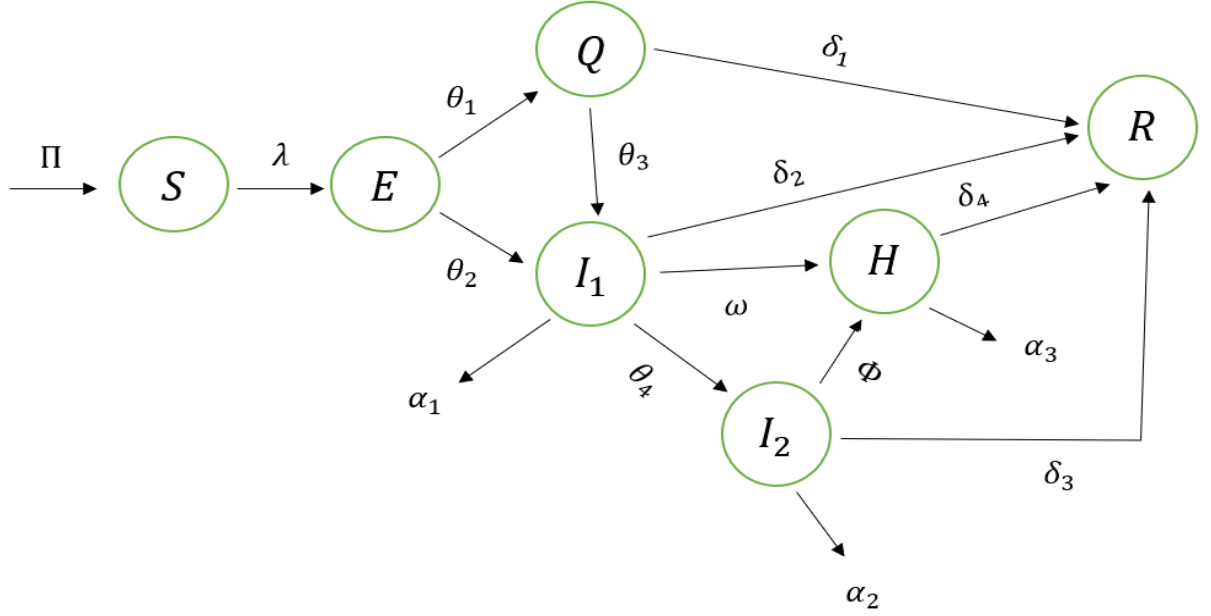 Q
δ₁
θ₁
R
Π
λ
θ₃
S
E
δ₂
δ₄
θ₂
I₁
H
ω
α₃
α₁
θ₄
Φ
I₂
δ₃
α₂